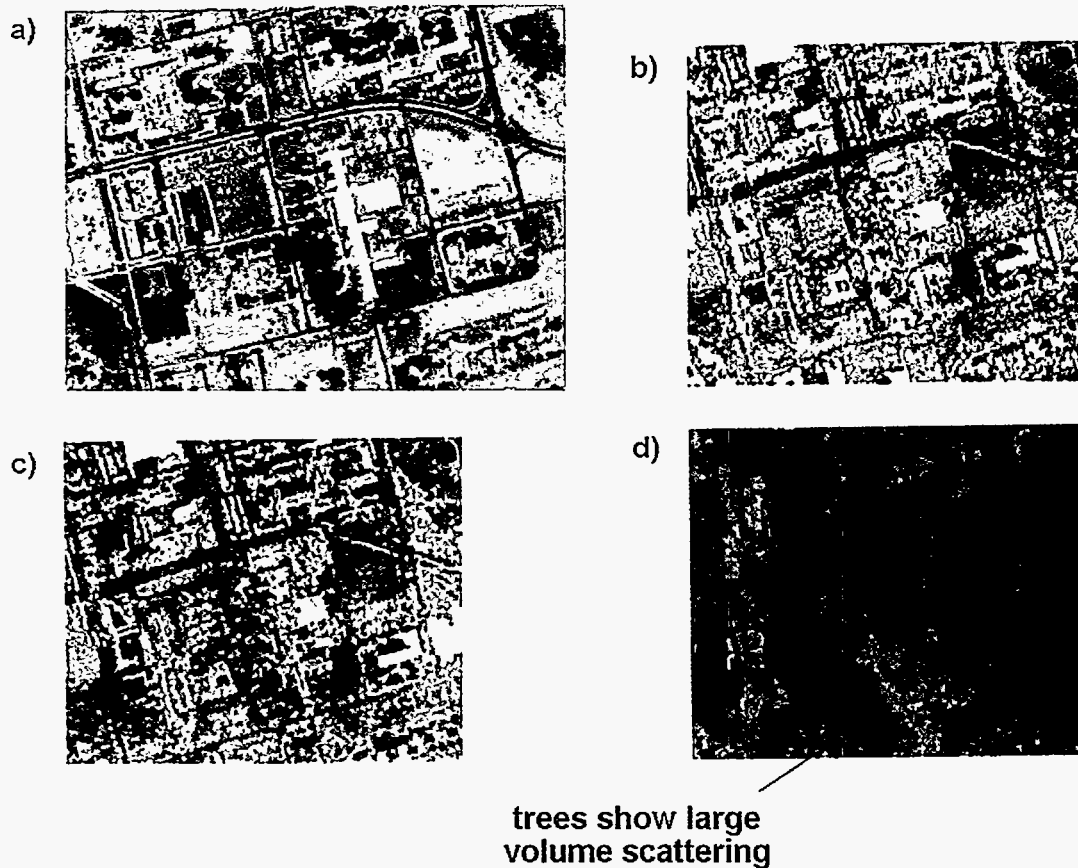 a)
b)
c)
d)
trees show large
volume scattering